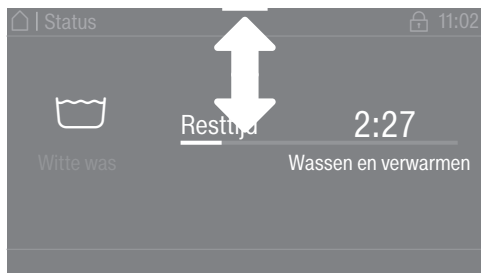 | Status 11:02
Resttijd 2:27
Witte was Wassen en verwarmen